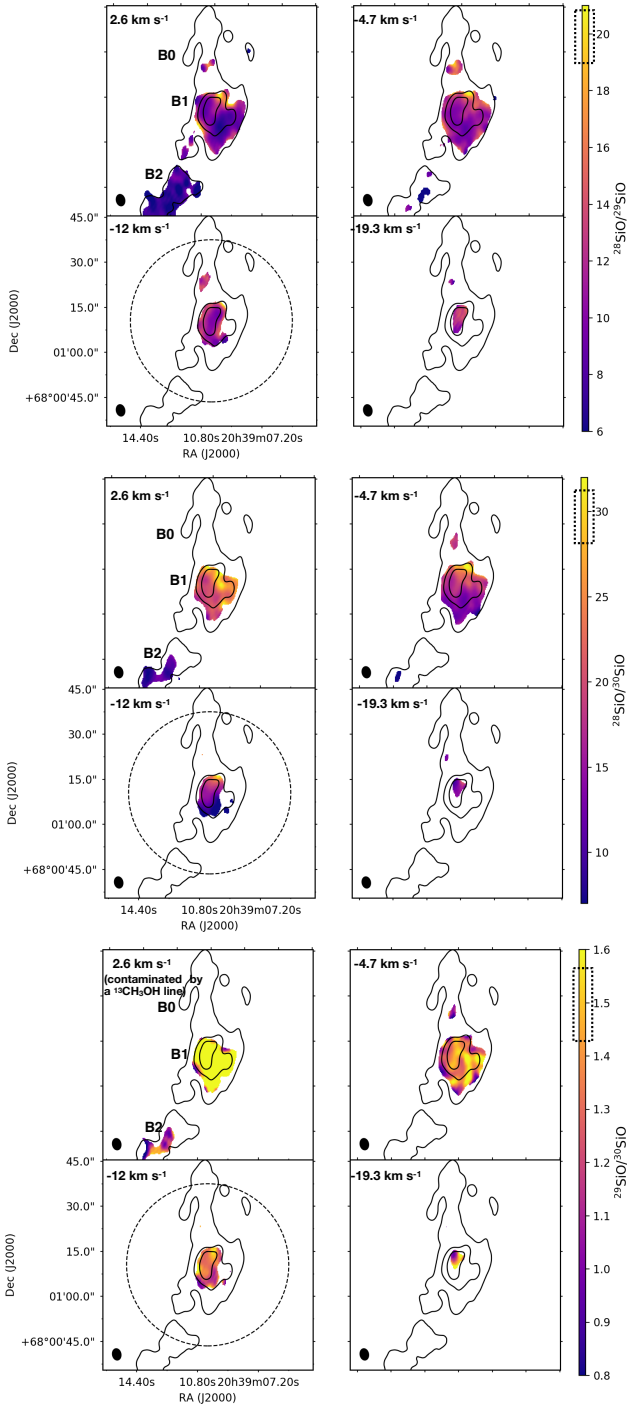 2.6 km s⁻¹
-4.7 km s⁻¹
B0
B1
B2
20
18
16
14
12
10
8
6
²⁸SiO/²⁹SiO
-12 km s⁻¹
-19.3 km s⁻¹
45.0"
30.0"
15.0"
01'00.0"
+68°00'45.0"
Dec (J2000)
14.40s
10.80s
20h39m07.20s
RA (J2000)
2.6 km s⁻¹
-4.7 km s⁻¹
B0
B1
B2
30
25
20
15
10
²⁸SiO/³⁰SiO
-12 km s⁻¹
-19.3 km s⁻¹
45.0"
30.0"
15.0"
01'00.0"
+68°00'45.0"
Dec (J2000)
14.40s
10.80s
20h39m07.20s
RA (J2000)
2.6 km s⁻¹
(contaminated by
a ¹³CH₃OH line)
-4.7 km s⁻¹
B0
B1
B2
1.6
1.5
1.4
1.3
1.2
1.1
1.0
0.9
0.8
²⁹SiO/³⁰SiO
-12 km s⁻¹
-19.3 km s⁻¹
45.0"
30.0"
15.0"
01'00.0"
+68°00'45.0"
Dec (J2000)
14.40s
10.80s
20h39m07.20s
RA (J2000)